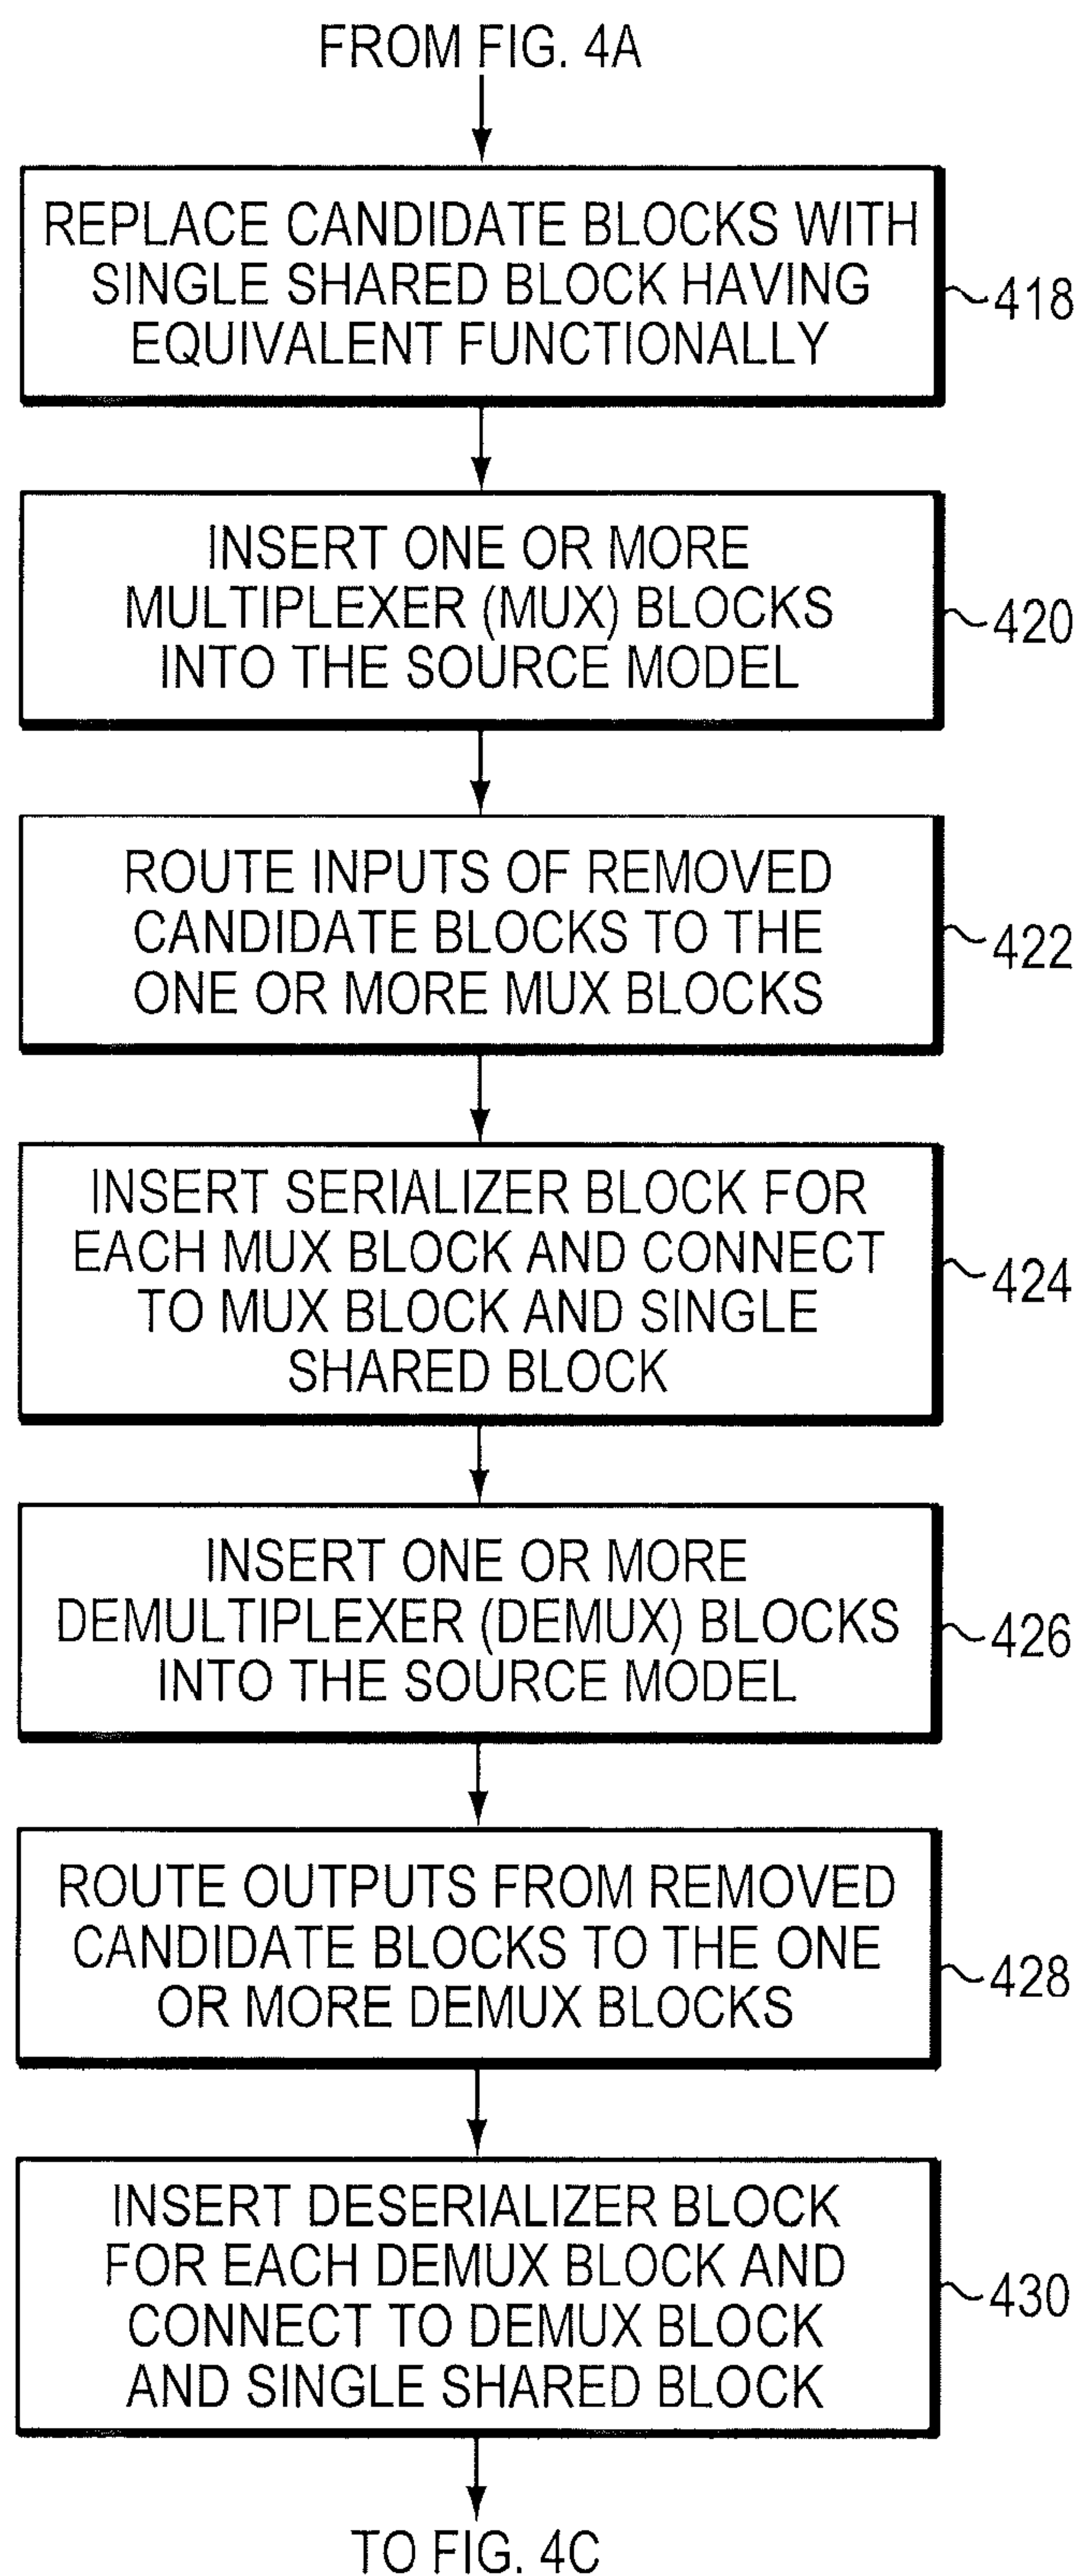 FROM FIG. 4A
REPLACE CANDIDATE BLOCKS WITH
SINGLE SHARED BLOCK HAVING
EQUIVALENT FUNCTIONALLY
418
INSERT ONE OR MORE
MULTIPLEXER (MUX) BLOCKS
INTO THE SOURCE MODEL
420
ROUTE INPUTS OF REMOVED
CANDIDATE BLOCKS TO THE
ONE OR MORE MUX BLOCKS
422
INSERT SERIALIZER BLOCK FOR
EACH MUX BLOCK AND CONNECT
TO MUX BLOCK AND SINGLE
SHARED BLOCK
424
INSERT ONE OR MORE
DEMULTIPLEXER (DEMUX) BLOCKS
INTO THE SOURCE MODEL
426
ROUTE OUTPUTS FROM REMOVED
CANDIDATE BLOCKS TO THE ONE
OR MORE DEMUX BLOCKS
428
INSERT DESERIALIZER BLOCK
FOR EACH DEMUX BLOCK AND
CONNECT TO DEMUX BLOCK
AND SINGLE SHARED BLOCK
430
TO FIG. 4C